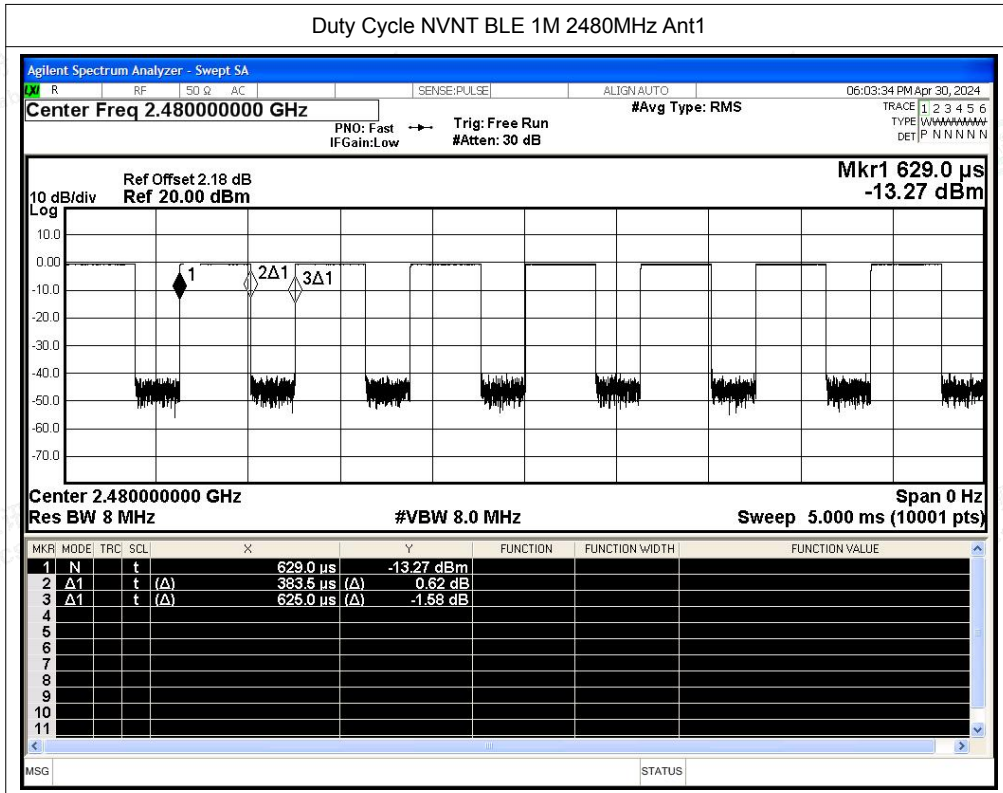 Duty Cycle NVNT BLE 1M 2480MHz Ant1
Agilent Spectrum Analyzer - Swept SA
LXI R RF 50 Ω AC SENSE:PULSE ALIGN AUTO 06:03:34 PM Apr 30, 2024
Center Freq 2.480000000 GHz #Avg Type: RMS TRACE 1 2 3 4 5 6
PNO: Fast Trig: Free Run TYPE WWWWWW
IFGain:Low #Atten: 30 dB DET P N N N N N
Mkr1 629.0 µs
Ref Offset 2.18 dB
10 dB/div Ref 20.00 dBm -13.27 dBm
Log
10.0
0.00
1 2Δ1 3Δ1
-10.0
-20.0
-30.0
-40.0
-50.0
-60.0
-70.0
Center 2.480000000 GHz Span 0 Hz
Res BW 8 MHz #VBW 8.0 MHz Sweep 5.000 ms (10001 pts)
MKR MODE TRC SCL X Y FUNCTION FUNCTION WIDTH FUNCTION VALUE
1 N t 629.0 µs -13.27 dBm
2 Δ1 t (Δ) 383.5 µs (Δ) 0.62 dB
3 Δ1 t (Δ) 625.0 µs (Δ) -1.58 dB
4
5
6
7
8
9
10
11
MSG STATUS